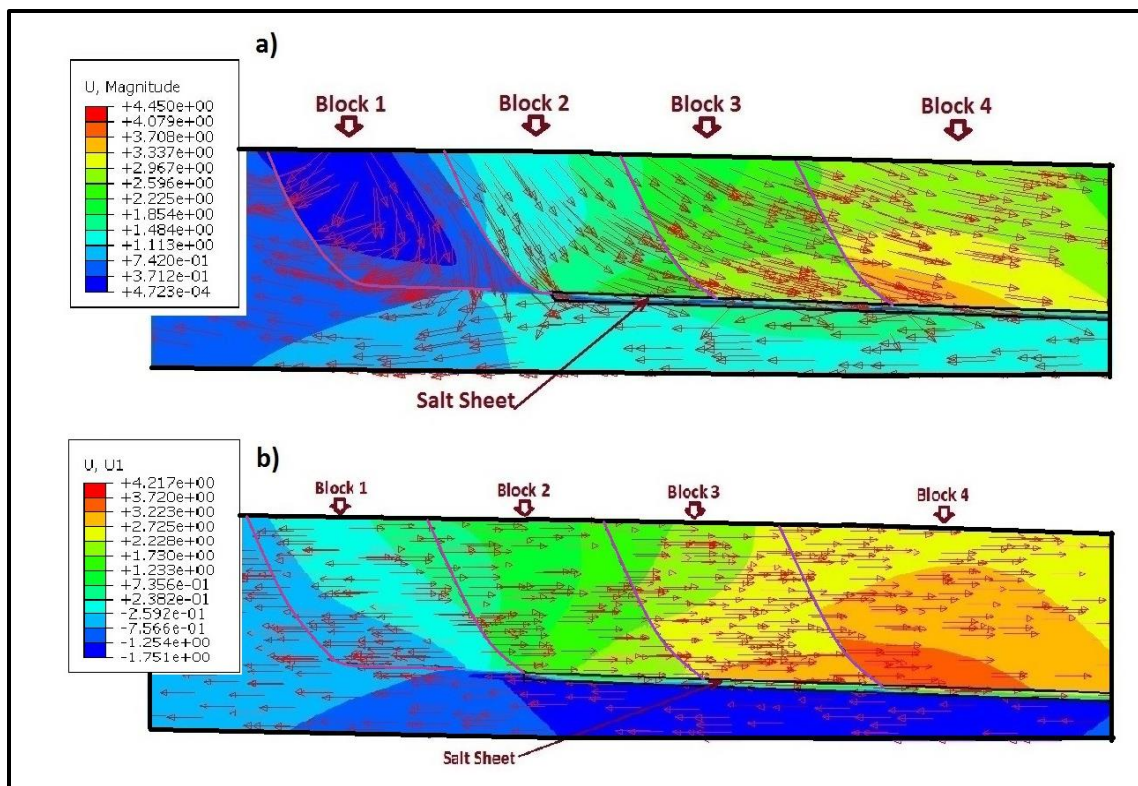 a)
U, Magnitude
+4.450e+00
+4.079e+00
+3.708e+00
+3.337e+00
+2.967e+00
+2.596e+00
+2.225e+00
+1.854e+00
+1.484e+00
+1.113e+00
+7.420e-01
+3.712e-01
+4.723e-04
Block 1
Block 2
Block 3
Block 4
Salt Sheet
b)
U, U1
+4.217e+00
+3.720e+00
+3.223e+00
+2.725e+00
+2.228e+00
+1.730e+00
+1.233e+00
+7.356e-01
+2.382e-01
-2.592e-01
-7.566e-01
-1.254e+00
-1.751e+00
Block 1
Block 2
Block 3
Block 4
Salt Sheet